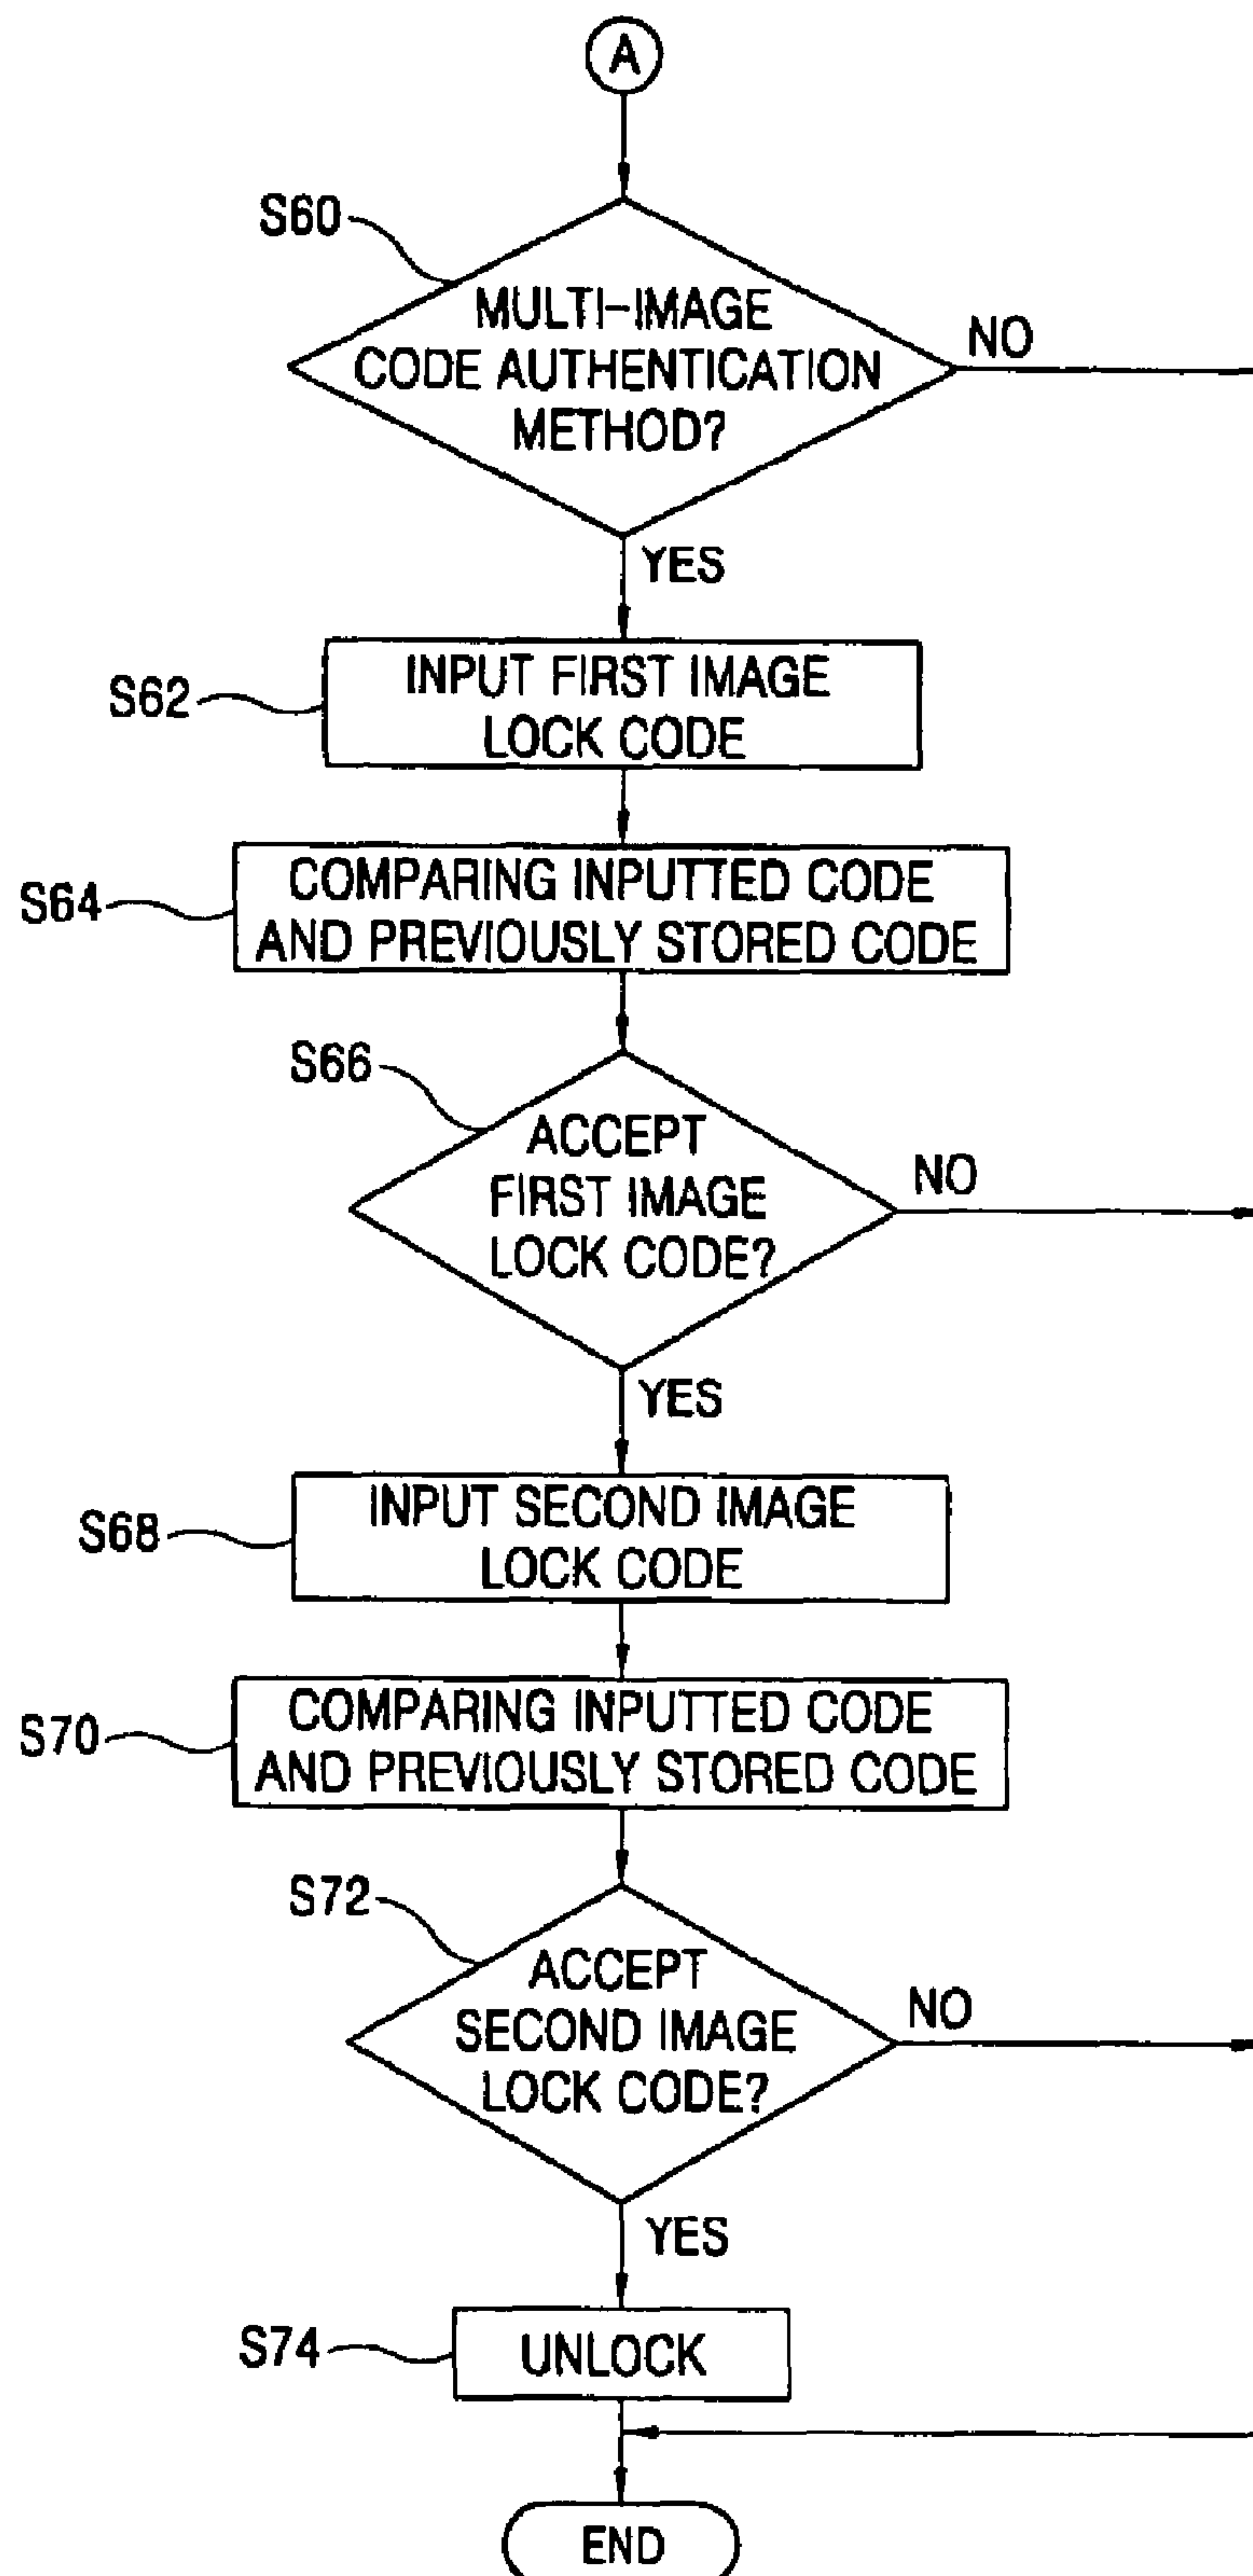 A
S60
MULTI-IMAGE
CODE AUTHENTICATION
METHOD?
NO
YES
S62
INPUT FIRST IMAGE
LOCK CODE
S64
COMPARING INPUTTED CODE
AND PREVIOUSLY STORED CODE
S66
ACCEPT
FIRST IMAGE
LOCK CODE?
NO
YES
S68
INPUT SECOND IMAGE
LOCK CODE
S70
COMPARING INPUTTED CODE
AND PREVIOUSLY STORED CODE
S72
ACCEPT
SECOND IMAGE
LOCK CODE?
NO
YES
S74
UNLOCK
END